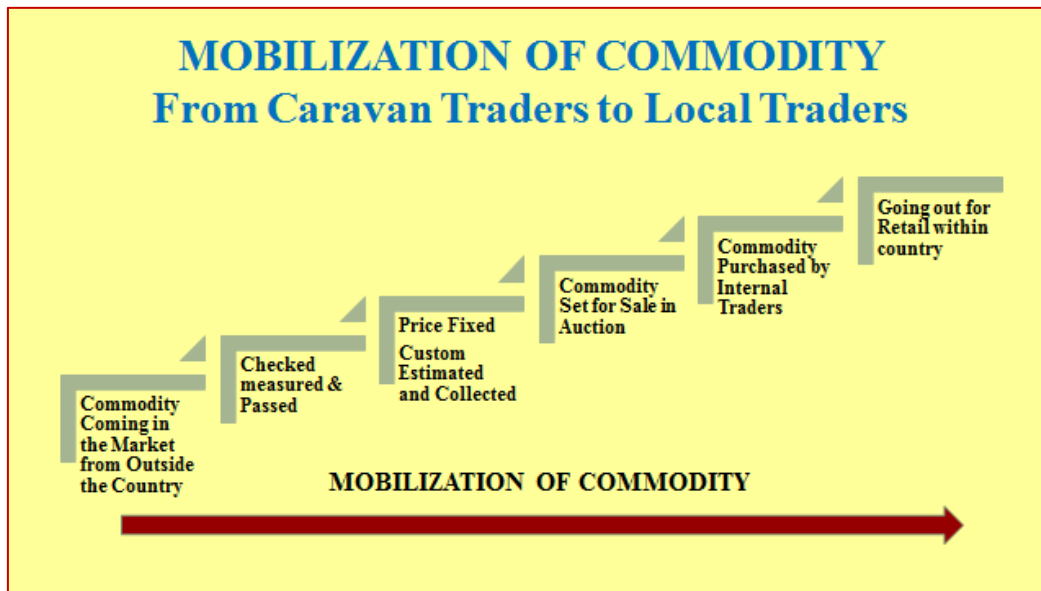 MOBILIZATION OF COMMODITY
From Caravan Traders to Local Traders
Commodity
Coming in
the Market
from Outside
the Country
Checked
measured &
Passed
Price Fixed
Custom
Estimated
and Collected
Commodity
Set for Sale in
Auction
Commodity
Purchased by
Internal
Traders
Going out for
Retail within
country
MOBILIZATION OF COMMODITY